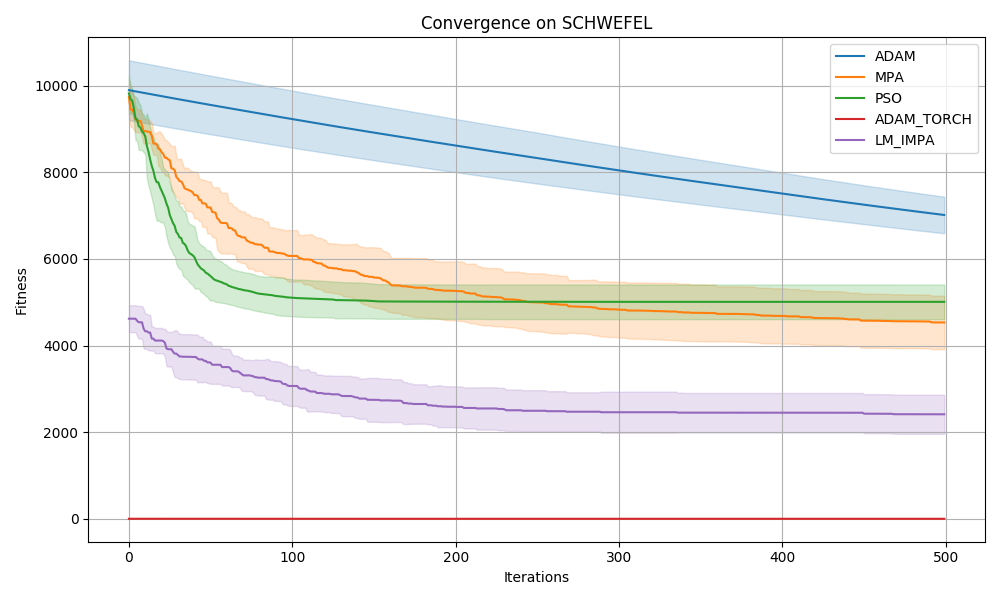 Convergence on SCHWEFEL
ADAM
MPA
PSO
ADAM_TORCH
LM_IMPA
Fitness
10000
8000
6000
4000
2000
0
0 100 200 300 400 500
Iterations